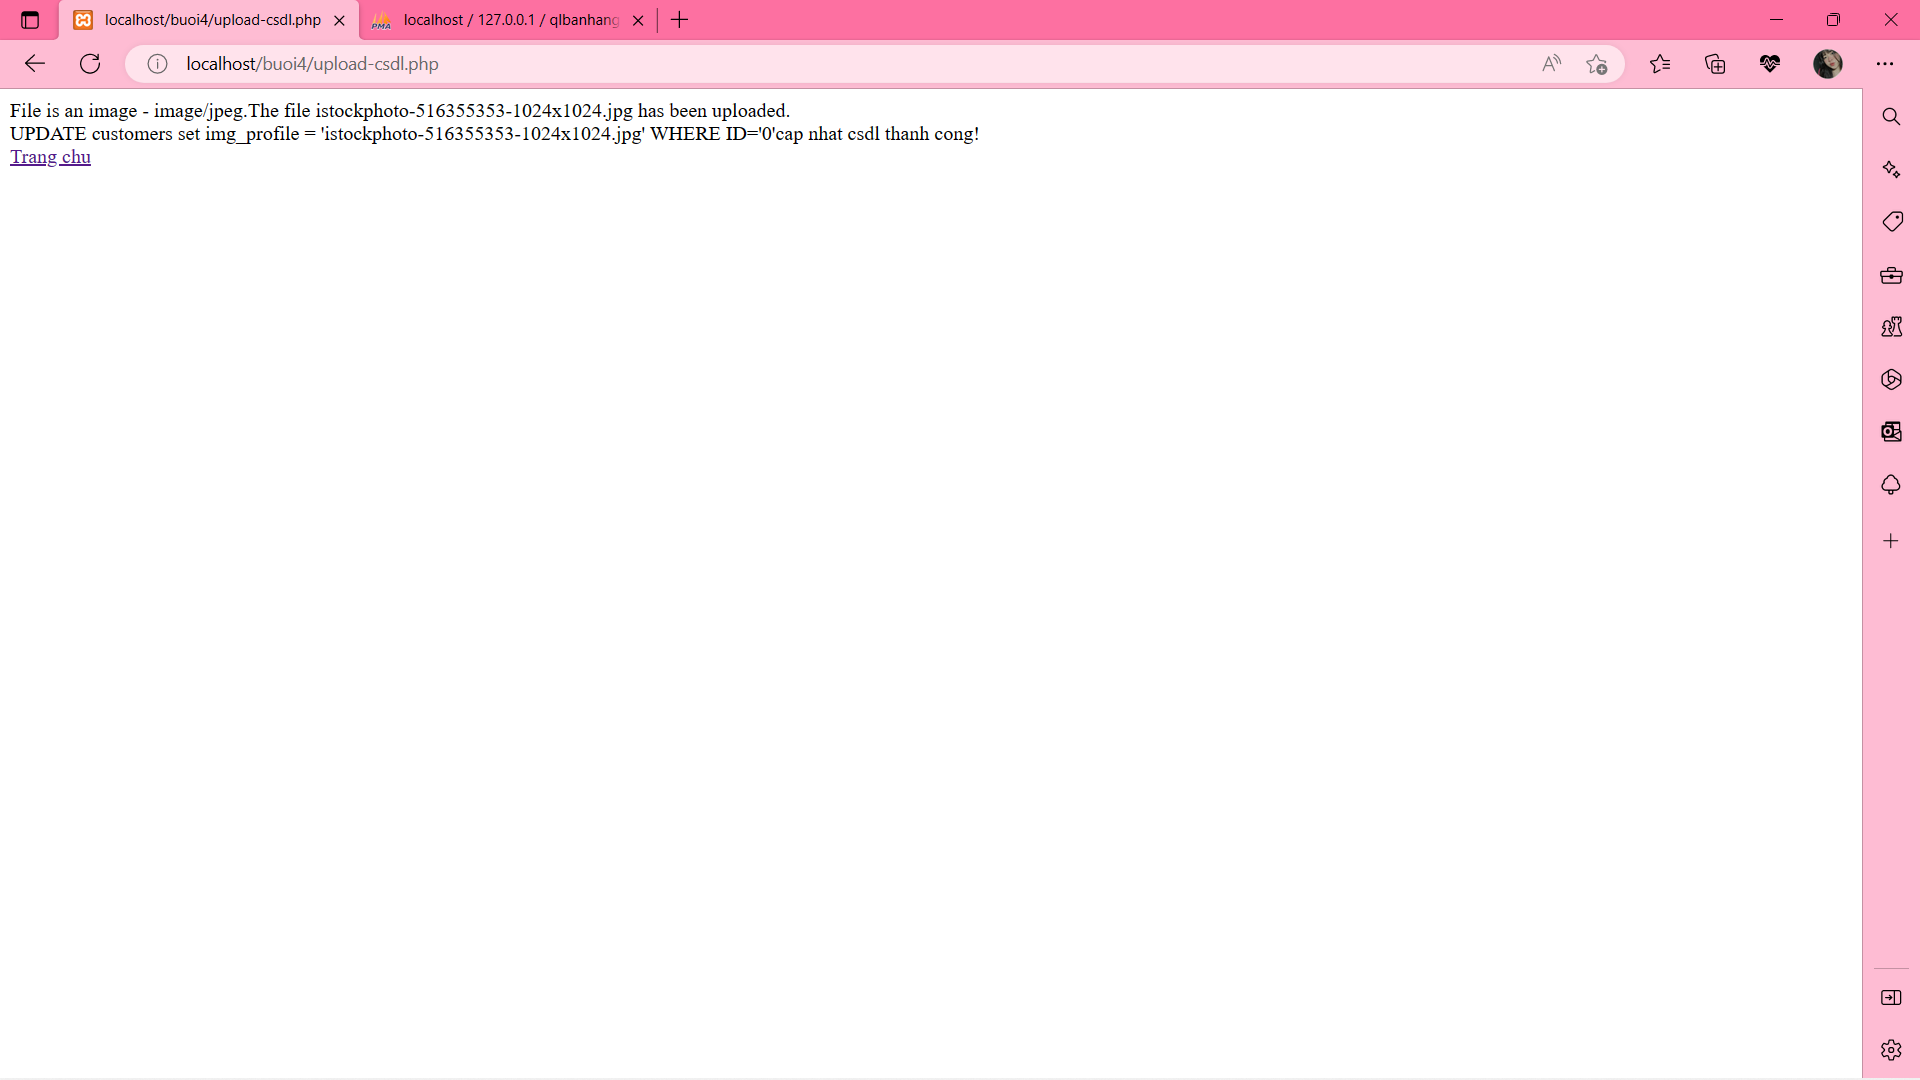 localhost/buoi4/upload-csdl.php
localhost / 127.0.0.1 / qlbanhang
localhost/buoi4/upload-csdl.php
File is an image - image/jpeg.The file istockphoto-516355353-1024x1024.jpg has been uploaded.
UPDATE customers set img_profile = 'istockphoto-516355353-1024x1024.jpg' WHERE ID='0'cap nhat csdl thanh cong!
Trang chu